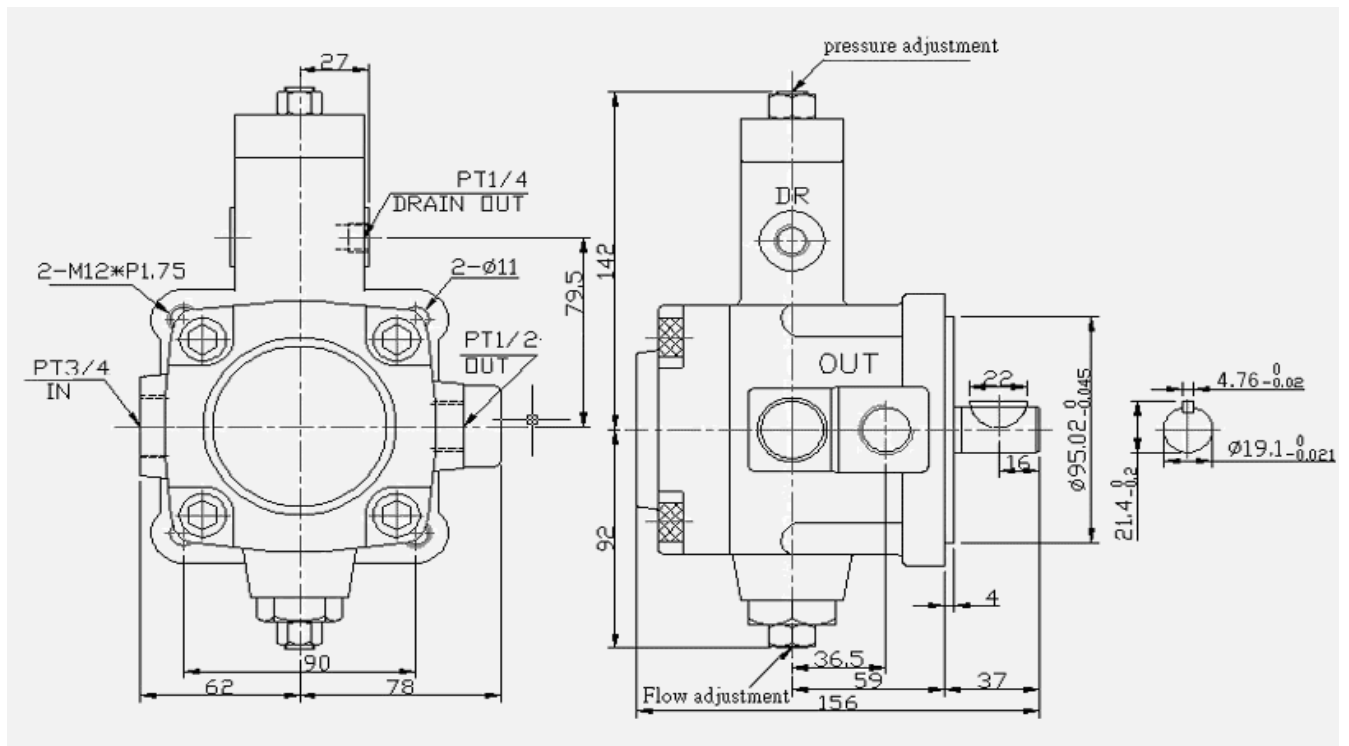 pressure adjustment
27
PT1/4
DRAIN OUT
DR
142
79.5
2-M12*P1.75
2-ø11
PT1/2
OUT
PT3/4
IN
OUT
22
ø95.02 0 -0.045
4.76 0 -0.02
16
ø19.1 0 -0.021
21.4 0 -0.2
92
4
36.5
90
62
78
59
37
Flow adjustment
156